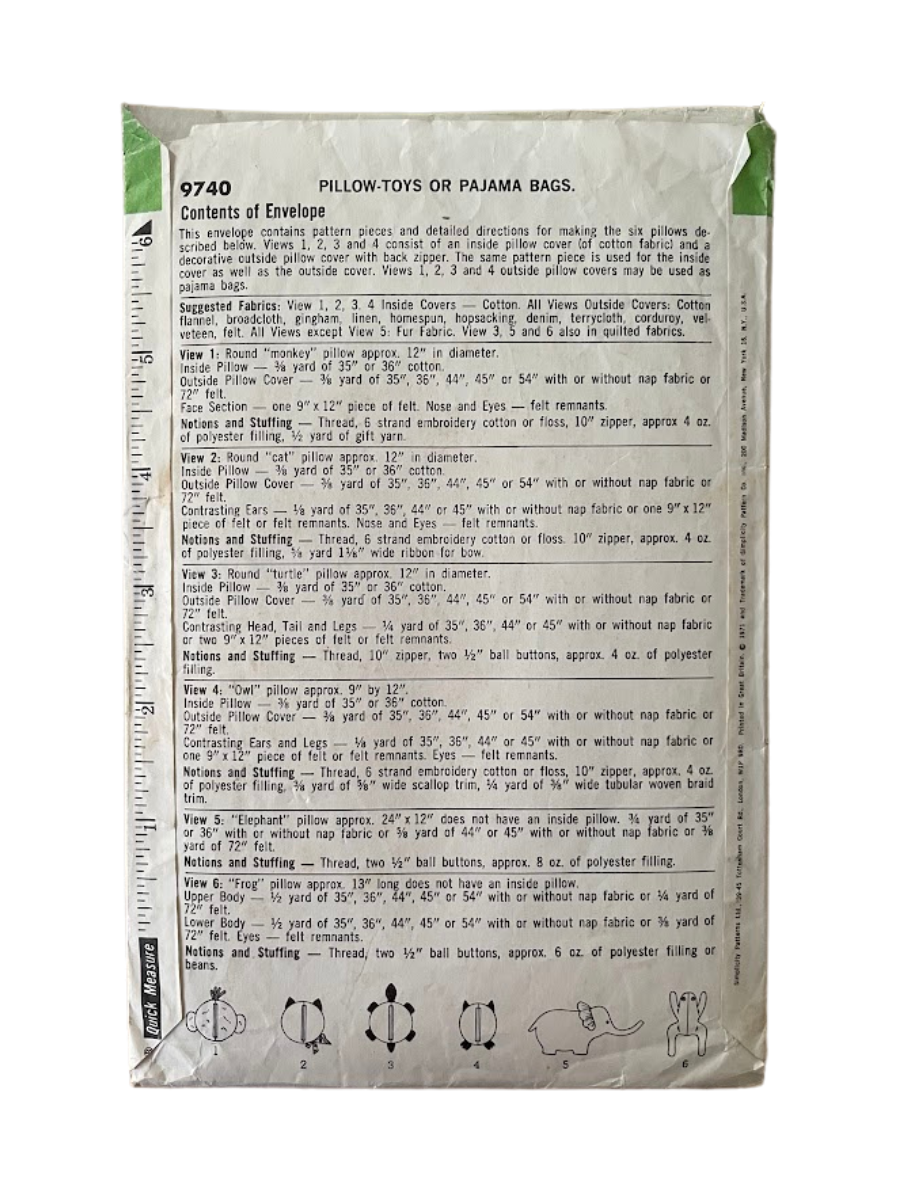 9740 PILLOW-TOYS OR PAJAMA BAGS.
Contents of Envelope
This envelope contains pattern pieces and detailed directions for making the six pillows de-
scribed below. Views 1, 2, 3 and 4 consist of an inside pillow cover (of cotton fabric) and a
decorative outside pillow cover with back zipper. The same pattern piece is used for the inside
cover as well as the outside cover. Views 1, 2, 3 and 4 outside pillow covers may be used as
pajama bags.
Suggested Fabrics: View 1, 2, 3, 4 Inside Covers — Cotton. All Views Outside Covers: Cotton
flannel, broadcloth, gingham, linen, homespun, hopsacking, denim, terrycloth, corduroy, vel-
veteen, felt. All Views except View 5: Fur Fabric. View 3, 5 and 6 also in quilted fabrics.
View 1: Round "monkey" pillow approx. 12" in diameter.
Inside Pillow — ⅜ yard of 35" or 36" cotton.
Outside Pillow Cover — ⅜ yard of 35", 36", 44", 45" or 54" with or without nap fabric or
72" felt.
Face Section — one 9" x 12" piece of felt. Nose and Eyes — felt remnants.
Notions and Stuffing — Thread, 6 strand embroidery cotton or floss, 10" zipper, approx 4 oz.
of polyester filling, ½ yard of gift yarn.
View 2: Round "cat" pillow approx. 12" in diameter.
Inside Pillow — ⅜ yard of 35" or 36" cotton.
Outside Pillow Cover — ⅜ yard of 35", 36", 44", 45" or 54" with or without nap fabric or
72" felt.
Contrasting Ears — ⅛ yard of 35", 36", 44" or 45" with or without nap fabric or one 9" x 12"
piece of felt or felt remnants. Nose and Eyes — felt remnants.
Notions and Stuffing — Thread, 6 strand embroidery cotton or floss. 10" zipper, approx. 4 oz.
of polyester filling, yard wide ribbon for bow.
View 3: Round "turtle" pillow approx. 12" in diameter.
Inside Pillow — ⅜ yard of 35" or 36" cotton.
Outside Pillow Cover — ⅜ yard of 35", 36", 44", 45" or 54" with or without nap fabric or
72" felt.
Contrasting Head, Tail and Legs — ¼ yard of 35", 36", 44" or 45" with or without nap fabric
or two 9" x 12" pieces of felt or felt remnants.
Notions and Stuffing — Thread, 10" zipper, two ½" ball buttons, approx. 4 oz. of polyester
filling.
View 4: "Owl" pillow approx. 9" by 12".
Inside Pillow — ⅜ yard of 35" or 36" cotton.
Outside Pillow Cover — ⅜ yard of 35", 36", 44", 45" or 54" with or without nap fabric or
72" felt.
Contrasting Ears and Legs — ⅛ yard of 35", 36", 44" or 45" with or without nap fabric or
one 9" x 12" piece of felt or felt remnants. Eyes — felt remnants.
Notions and Stuffing — Thread, 6 strand embroidery cotton or floss, 10" zipper, approx. 4 oz.
of polyester filling, ⅜ yard of ⅝" wide scallop trim, ¼ yard of ⅜" wide tubular woven braid
trim.
View 5: "Elephant" pillow approx. 24" x 12" does not have an inside pillow. ¾ yard of 35"
or 36" with or without nap fabric or ⅝ yard of 44" or 45" with or without nap fabric or ⅜
yard of 72" felt.
Notions and Stuffing — Thread, two ½" ball buttons, approx. 8 oz. of polyester filling.
View 6: "Frog" pillow approx. 13" long does not have an inside pillow.
Upper Body — ½ yard of 35", 36", 44", 45" or 54" with or without nap fabric or ¼ yard of
72" felt.
Lower Body — ½ yard of 35", 36", 44", 45" or 54" with or without nap fabric or ⅜ yard of
72" felt. Eyes — felt remnants.
Notions and Stuffing — Thread, two ½" ball buttons, approx. 6 oz. of polyester filling or
beans.
1
2
3
4
5
6
Quick Measure
1
2
3
4
5
6
Simplicity Patterns Ltd., 39-45 Tottenham Court Rd., London, W1P 9RD. Printed in Great Britain. © 1971 and Trademark of Simplicity Pattern Co. Inc., 200 Madison Avenue, New York 16, N.Y., U.S.A.